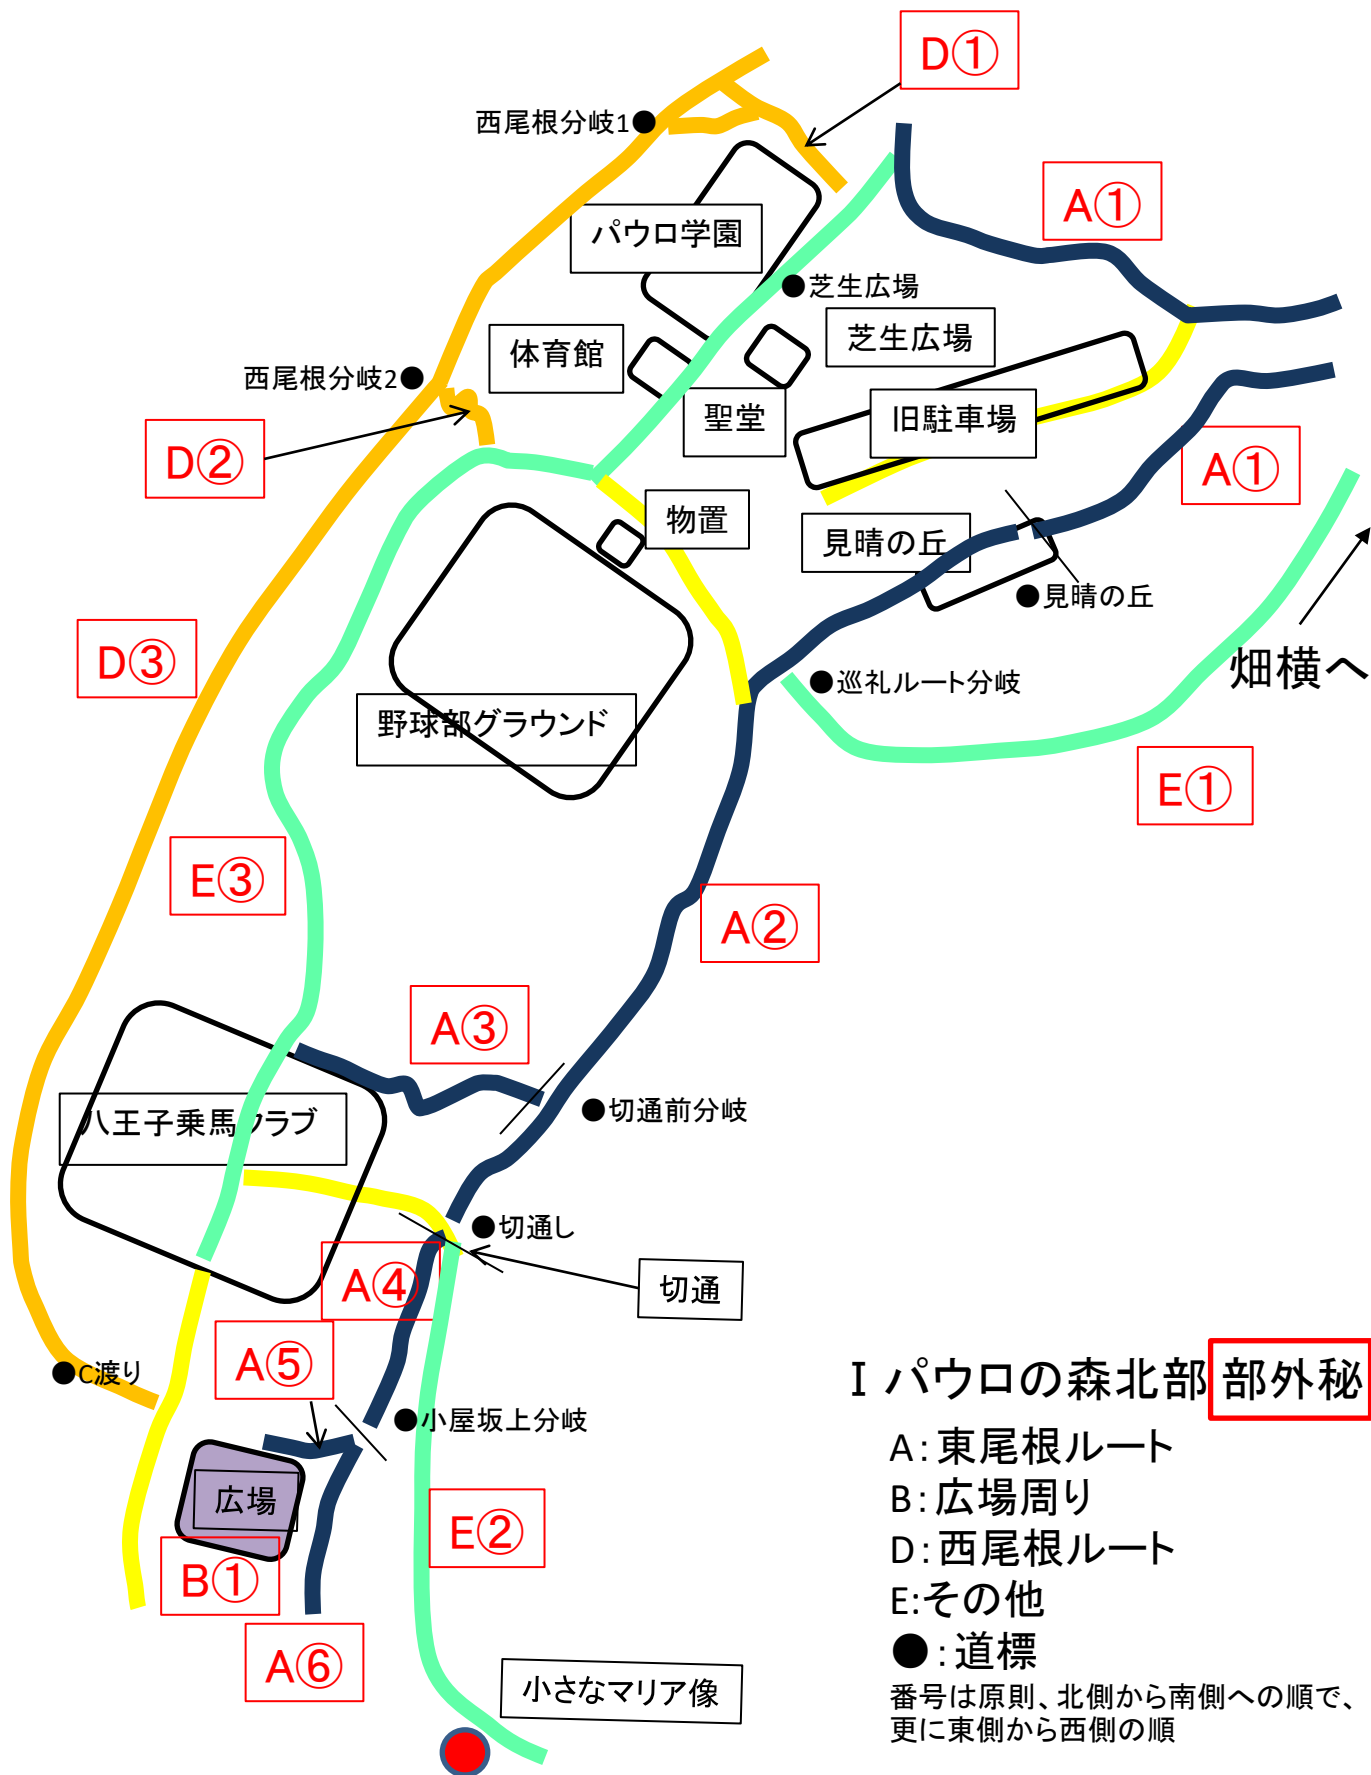 D①
西尾根分岐1
A①
パウロ学園
芝生広場
体育館
芝生広場
西尾根分岐2
聖堂
旧駐車場
D②
A①
物置
見晴の丘
見晴の丘
畑横へ
D③
巡礼ルート分岐
野球部グラウンド
E①
E③
A②
A③
切通前分岐
八王子乗馬クラブ
切通し
A④
切通
A⑤
C渡り
小屋坂上分岐
広場
E②
B①
A⑥
小さなマリア像
Ⅰ パウロの森北部 部外秘
A：東尾根ルート
B：広場周り
D：西尾根ルート
E:その他
●：道標
番号は原則、北側から南側への順で、
更に東側から西側の順